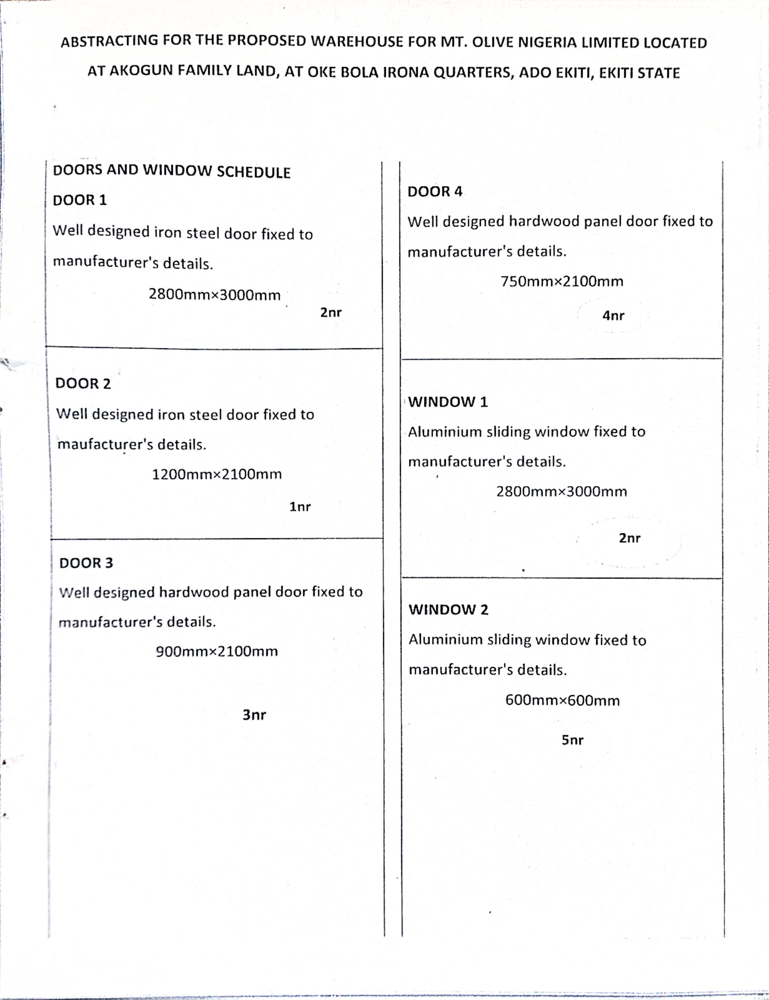 ABSTRACTING FOR THE PROPOSED WAREHOUSE FOR MT. OLIVE NIGERIA LIMITED LOCATED
AT AKOGUN FAMILY LAND, AT OKE BOLA IRONA QUARTERS, ADO EKITI, EKITI STATE
DOORS AND WINDOW SCHEDULE
DOOR 1
Well designed iron steel door fixed to
manufacturer's details.
2800mm×3000mm
2nr
DOOR 2
Well designed iron steel door fixed to
maufacturer's details.
1200mm×2100mm
1nr
DOOR 3
Well designed hardwood panel door fixed to
manufacturer's details.
900mm×2100mm
3nr
DOOR 4
Well designed hardwood panel door fixed to
manufacturer's details.
750mm×2100mm
4nr
WINDOW 1
Aluminium sliding window fixed to
manufacturer's details.
2800mm×3000mm
2nr
WINDOW 2
Aluminium sliding window fixed to
manufacturer's details.
600mm×600mm
5nr